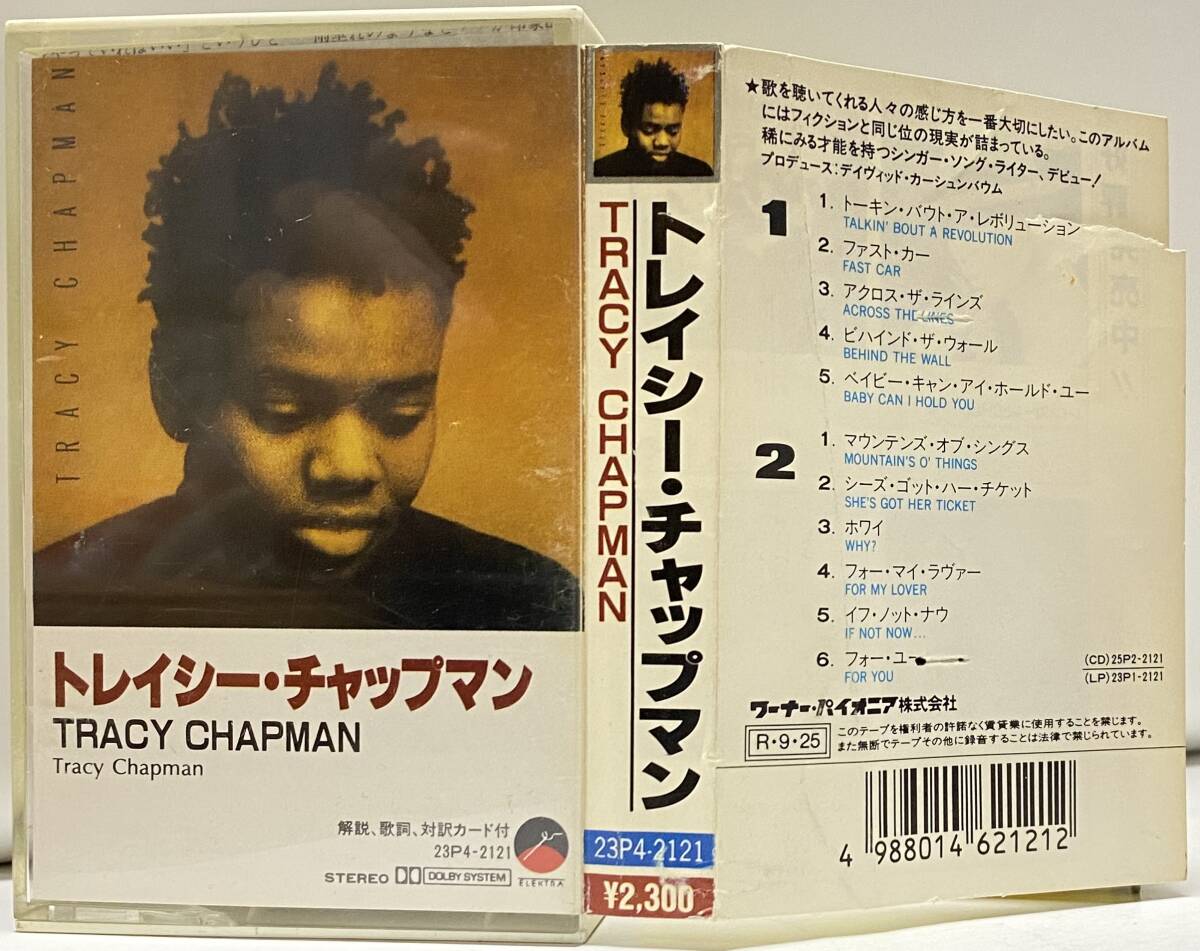 TRACY CHAPMAN
トレイシー・チャップマン
TRACY CHAPMAN
Tracy Chapman
解説、歌詞、対訳カード付
23P4-2121
STEREO DOLBY SYSTEM
ELEKTRA
トレイシー・チャップマン
TRACY CHAPMAN
23P4-2121
¥2,300
★歌を聴いてくれる人々の感じ方を一番大切にしたい。このアルバム
にはフィクションと同じ位の現実が詰まっている。
稀にみる才能を持つシンガー・ソング・ライター、デビュー!
プロデュース:デイヴィッド・カーシュンバウム
1
1. トーキン・バウト・ア・レボリューション
TALKIN' BOUT A REVOLUTION
2. ファスト・カー
FAST CAR
3. アクロス・ザ・ラインズ
ACROSS THE LINES
4. ビハインド・ザ・ウォール
BEHIND THE WALL
5. ベイビー・キャン・アイ・ホールド・ユー
BABY CAN I HOLD YOU
2
1. マウンテンズ・オブ・シングス
MOUNTAIN'S O' THINGS
2. シーズ・ゴット・ハー・チケット
SHE'S GOT HER TICKET
3. ホワイ
WHY?
4. フォー・マイ・ラヴァー
FOR MY LOVER
5. イフ・ノット・ナウ
IF NOT NOW...
6. フォー・ユー
FOR YOU
(CD)25P2-2121
(LP)23P1-2121
ワーナー・パイオニア株式会社
R・9・25
このテープを権利者の許諾なく賃貸業に使用することを禁じます。
また無断でテープその他に録音することは法律で禁じられています。
4 988014 621212